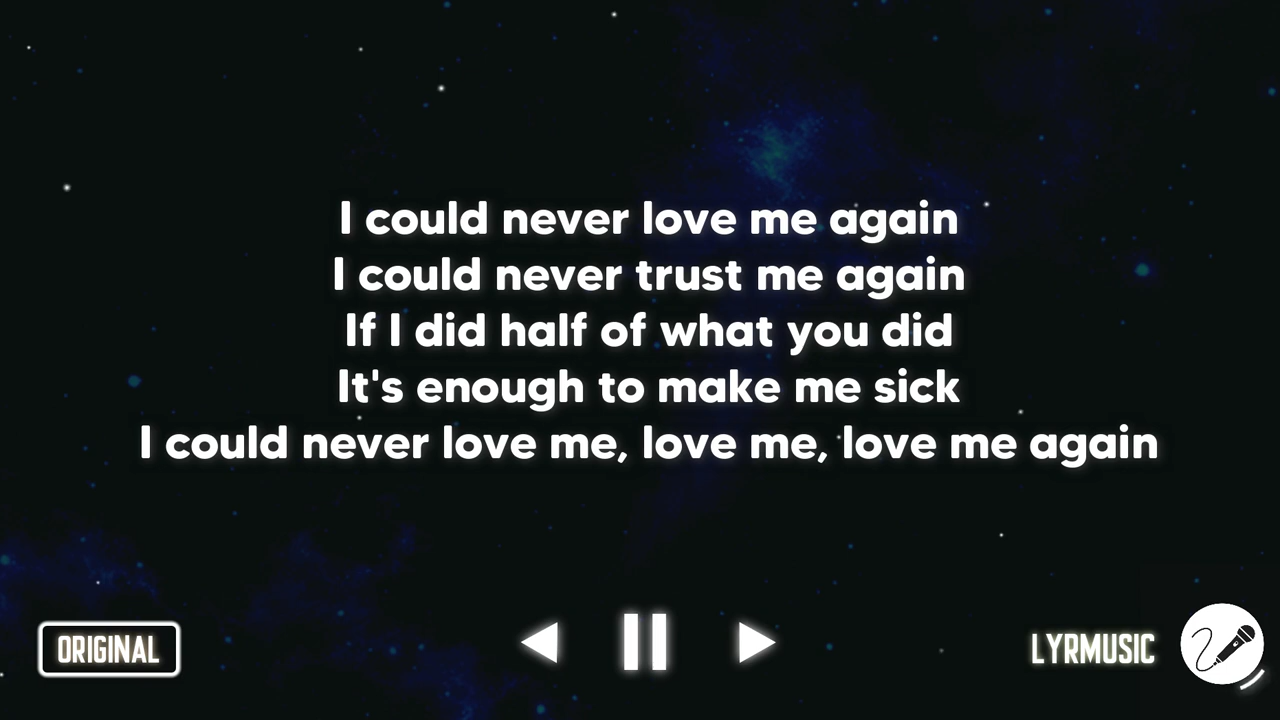 I could never love me again
I could never trust me again
If I did half of what you did
It's enough to make me sick
I could never love me, love me, love me again
ORIGINAL
LYRMUSIC